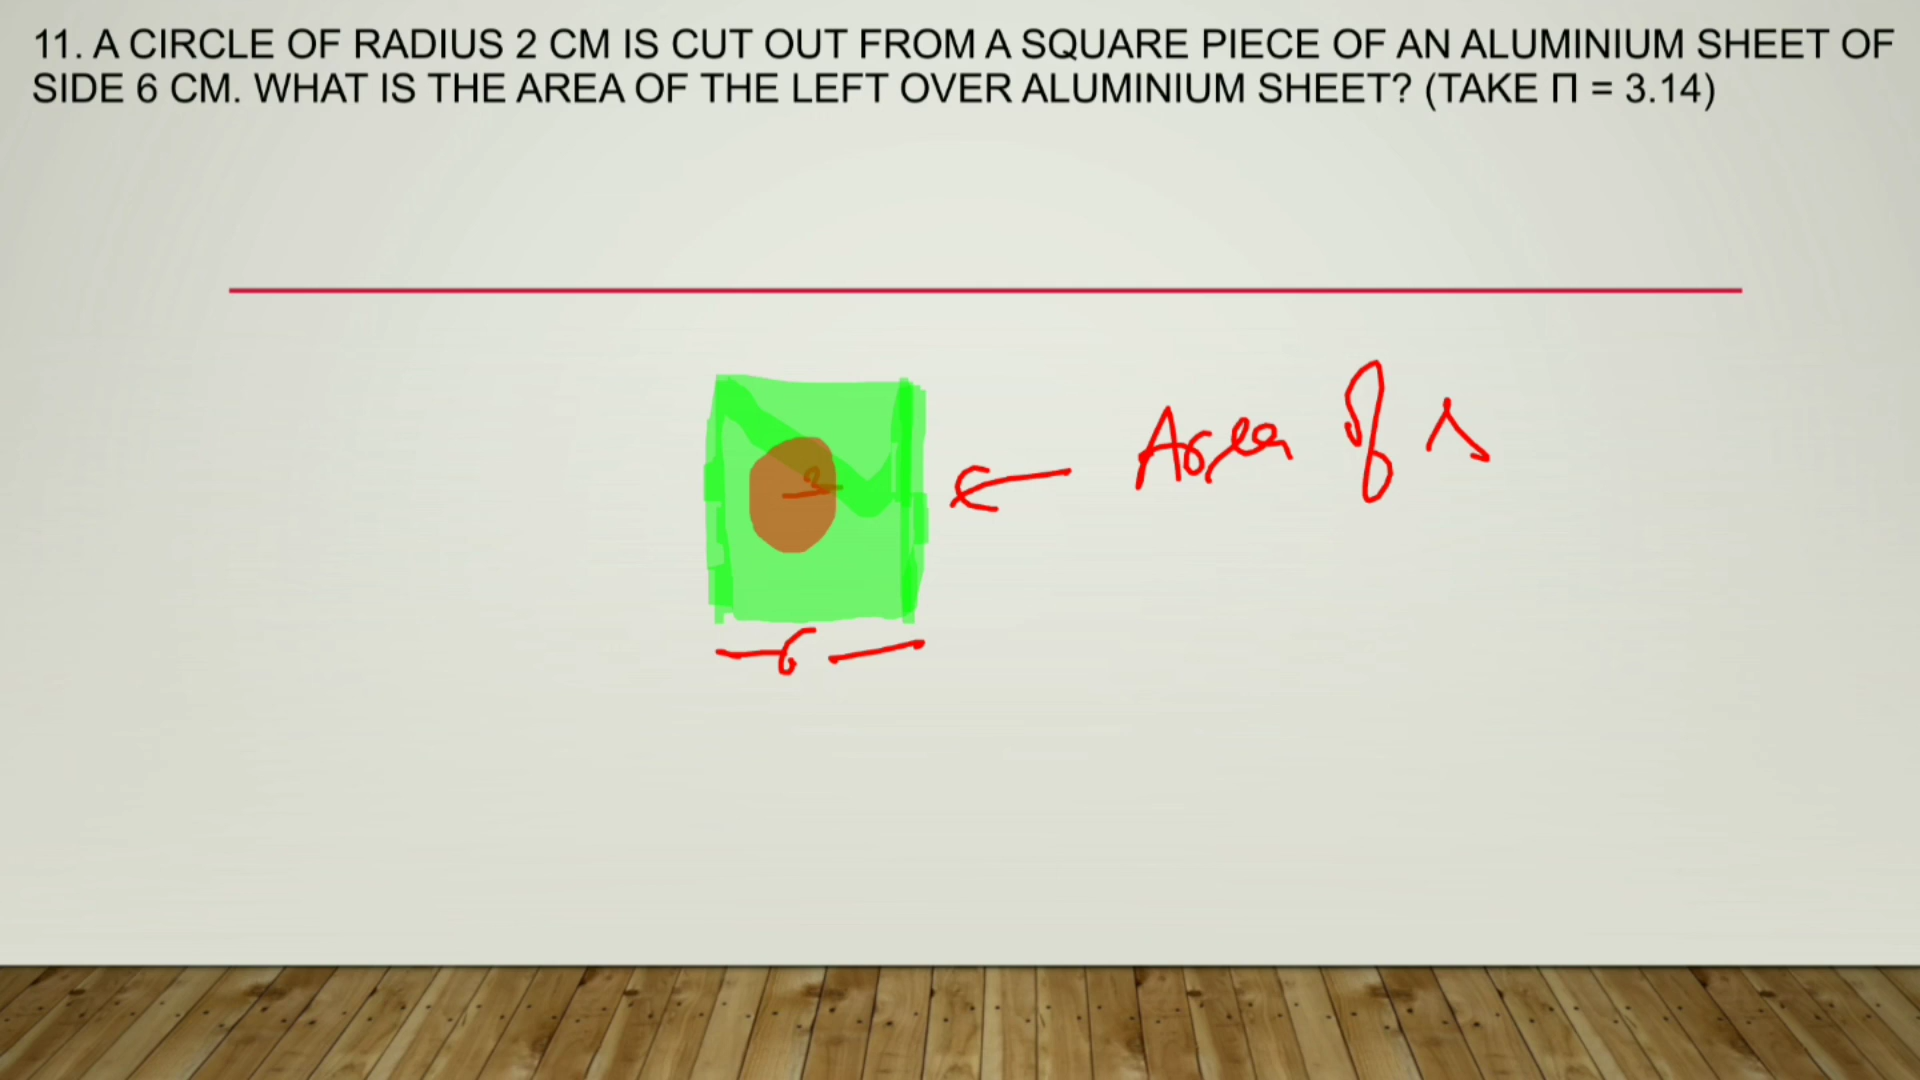 11. A CIRCLE OF RADIUS 2 CM IS CUT OUT FROM A SQUARE PIECE OF AN ALUMINIUM SHEET OF
SIDE 6 CM. WHAT IS THE AREA OF THE LEFT OVER ALUMINIUM SHEET? (TAKE Π = 3.14)
Area of s
2
6